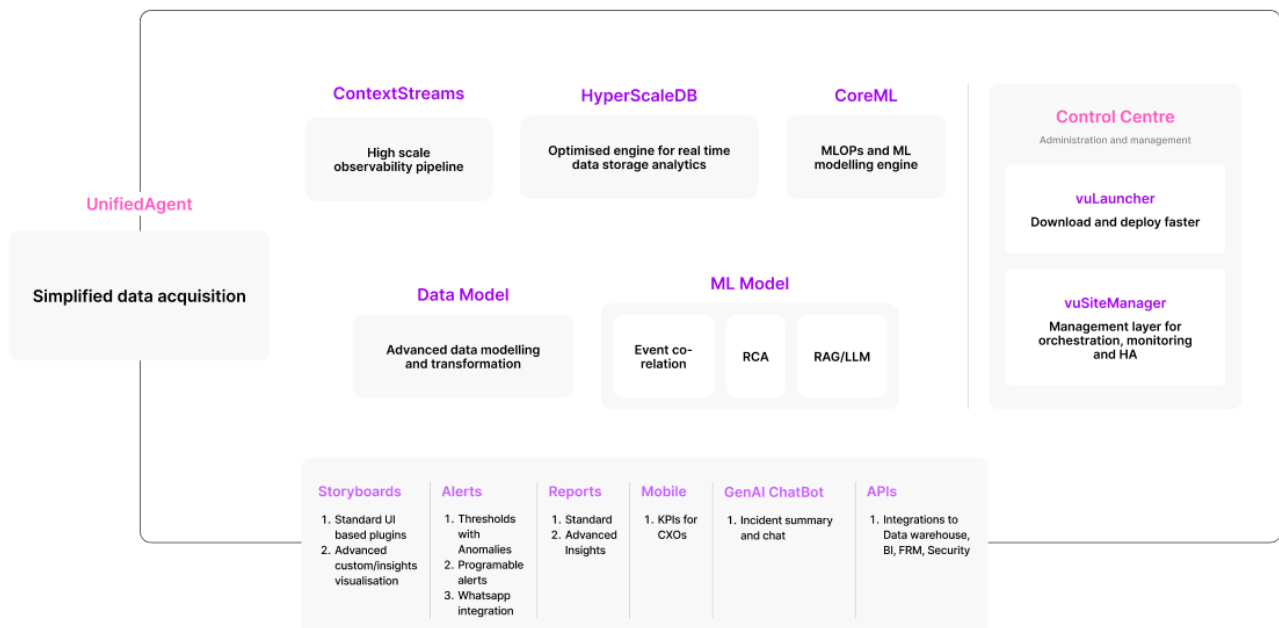 ContextStreams
High scale
observability pipeline
HyperScaleDB
Optimised engine for real time
data storage analytics
CoreML
MLOPs and ML
modelling engine
Control Centre
Administration and management
vuLauncher
Download and deploy faster
vuSiteManager
Management layer for
orchestration, monitoring
and HA
UnifiedAgent
Simplified data acquisition
Data Model
Advanced data modelling
and transformation
ML Model
Event co-
relation
RCA
RAG/LLM
Storyboards
1. Standard UI
based plugins
2. Advanced
custom/insights
visualisation
Alerts
1. Thresholds
with
Anomalies
2. Programable
alerts
3. Whatsapp
integration
Reports
1. Standard
2. Advanced
Insights
Mobile
1. KPIs for
CXOs
GenAI ChatBot
1. Incident summary
and chat
APIs
1. Integrations to
Data warehouse,
BI, FRM, Security